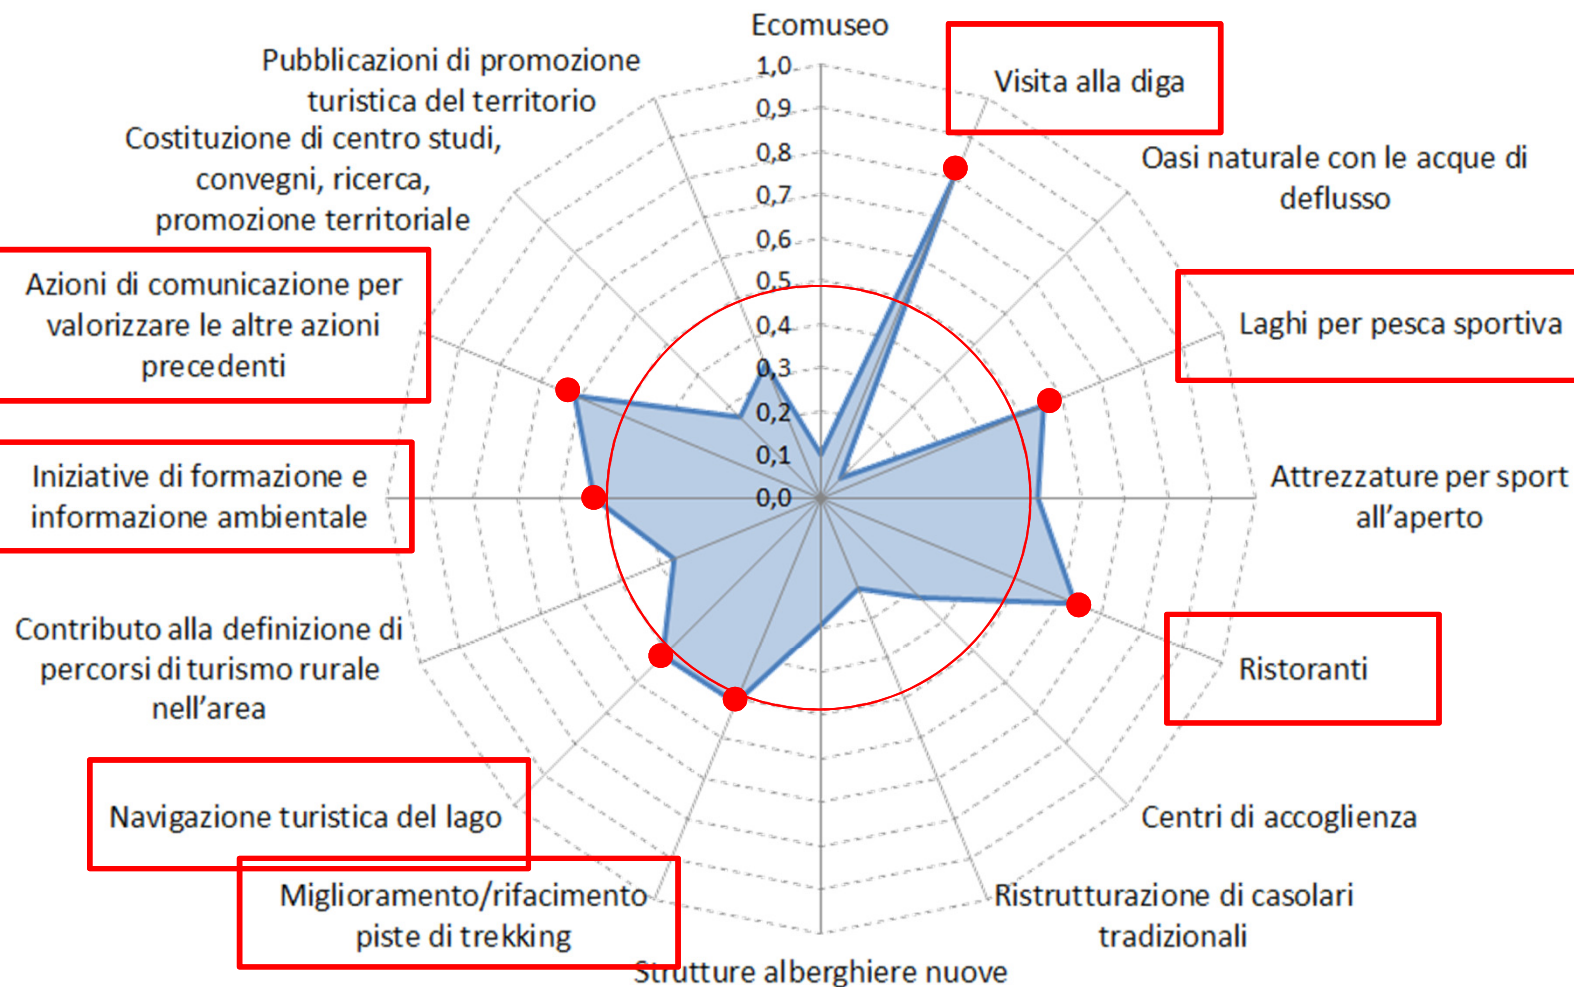 Ecomuseo
Visita alla diga
Oasi naturale con le acque di
deflusso
Laghi per pesca sportiva
Attrezzature per sport
all’aperto
Ristoranti
Centri di accoglienza
Ristrutturazione di casolari
tradizionali
Strutture alberghiere nuove
Miglioramento/rifacimento
piste di trekking
Navigazione turistica del lago
Contributo alla definizione di
percorsi di turismo rurale
nell’area
Iniziative di formazione e
informazione ambientale
Azioni di comunicazione per
valorizzare le altre azioni
precedenti
Costituzione di centro studi,
convegni, ricerca,
promozione territoriale
Pubblicazioni di promozione
turistica del territorio
1,0
0,9
0,8
0,7
0,6
0,5
0,4
0,3
0,2
0,1
0,0